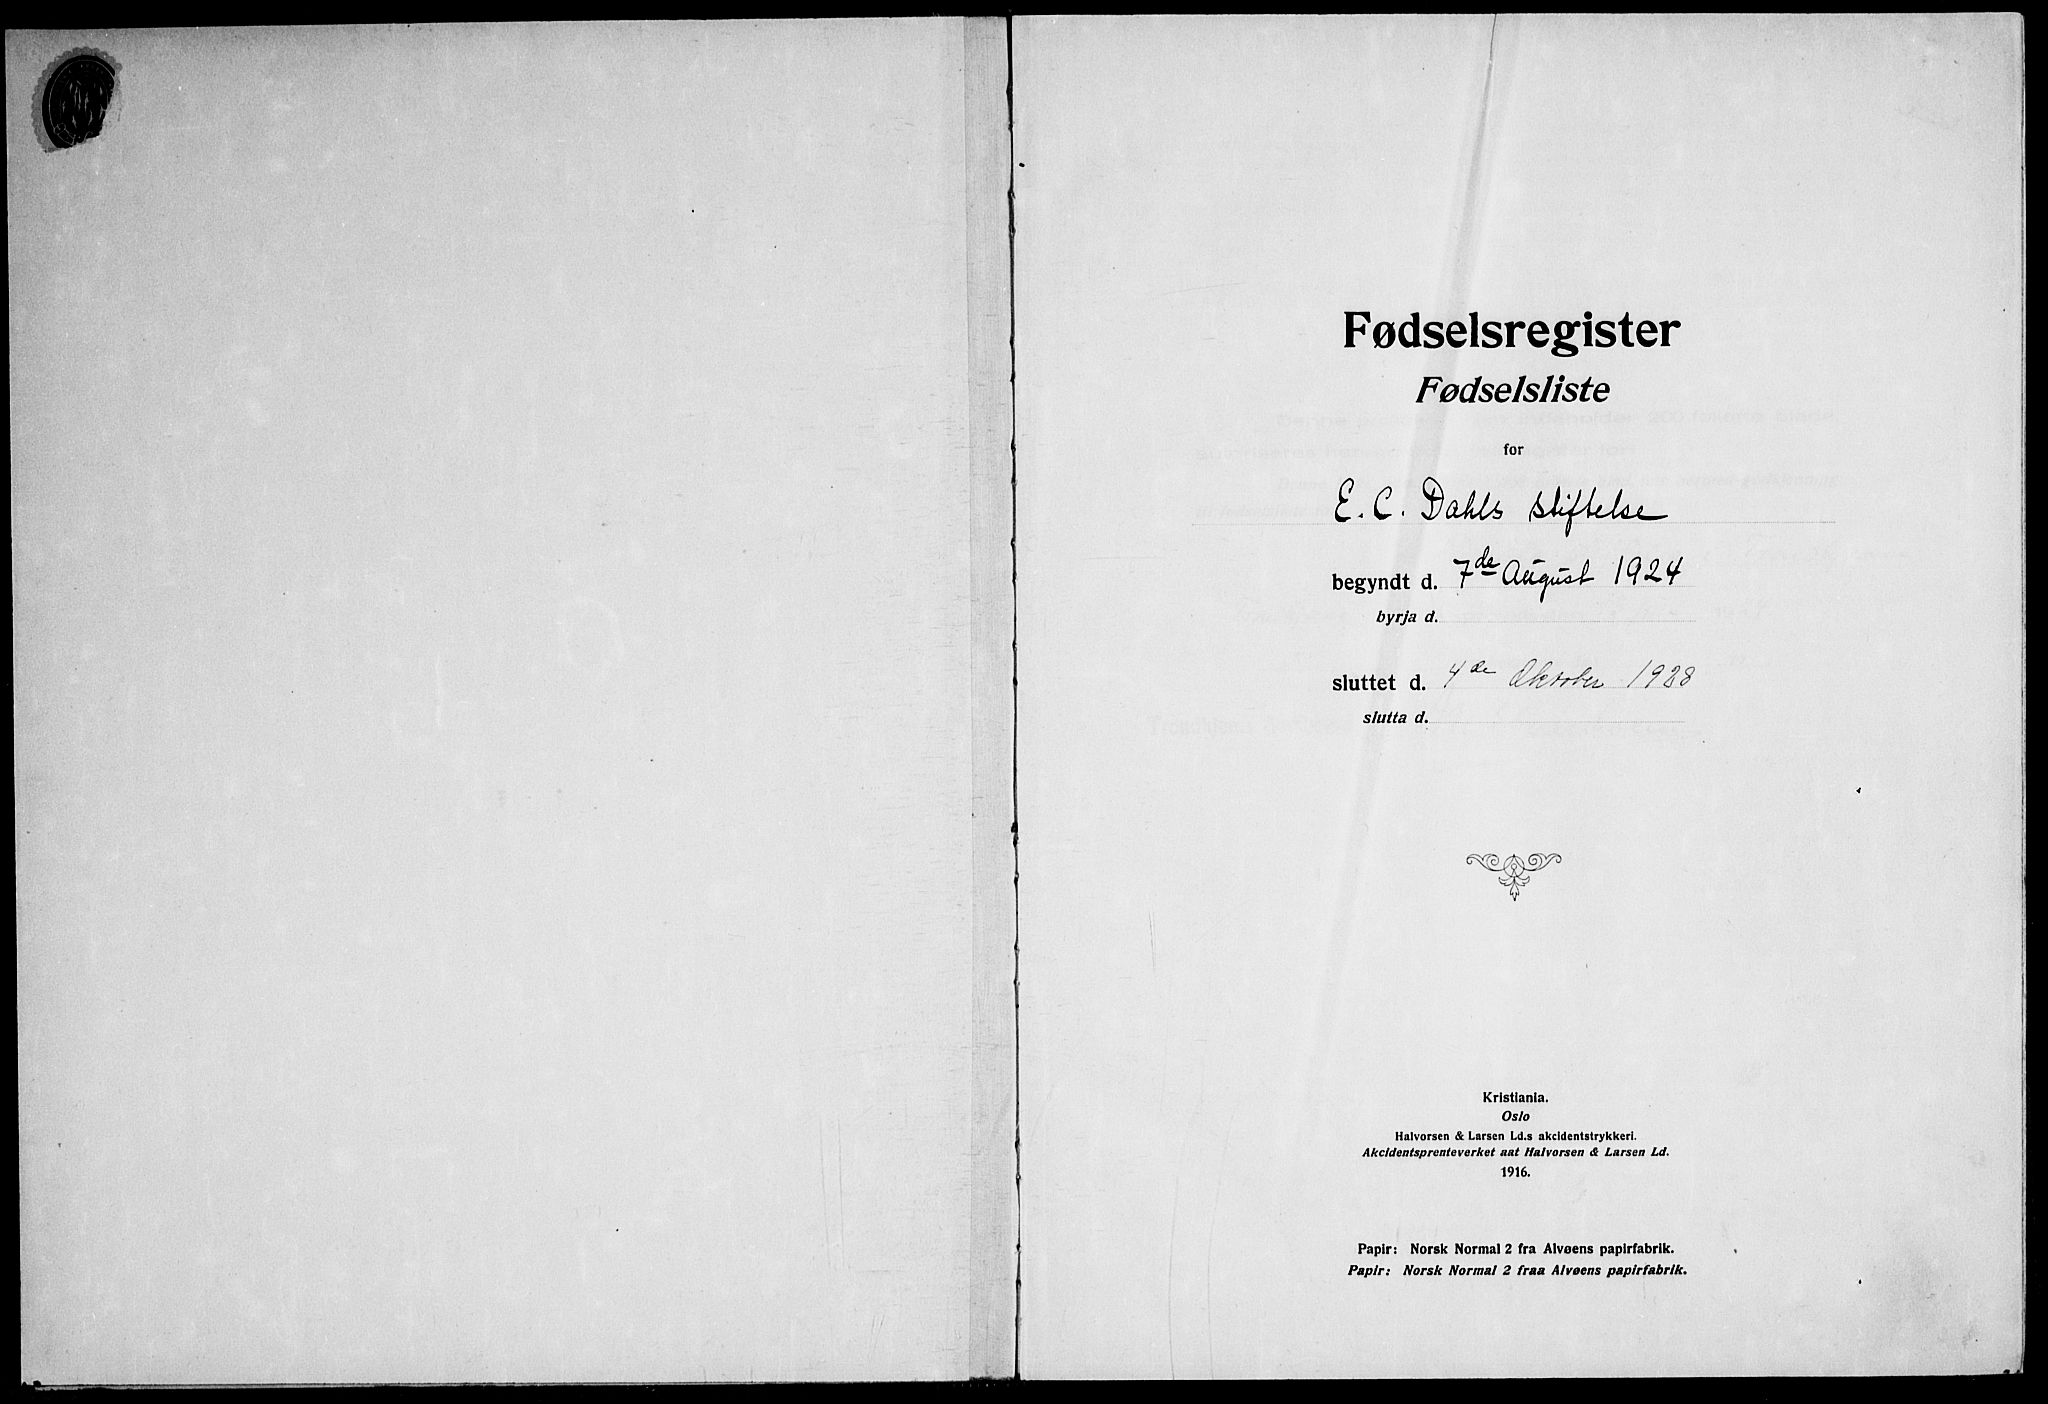 Fødselsregister
Fødselsliste
for
E. C. Dahls stiftelse
begyndt d. 7de August 1924
byrja d.
sluttet d. 4de Oktober 1928
slutta d.
Kristiania.
Oslo
Halvorsen & Larsen Ld.s akcidentstrykkeri.
Akcidentsprenteverket aat Halvorsen & Larsen Ld.
1916.
Papir: Norsk Normal 2 fra Alvøens papirfabrik.
Papir: Norsk Normal 2 fraa Alvøens papirfabrik.